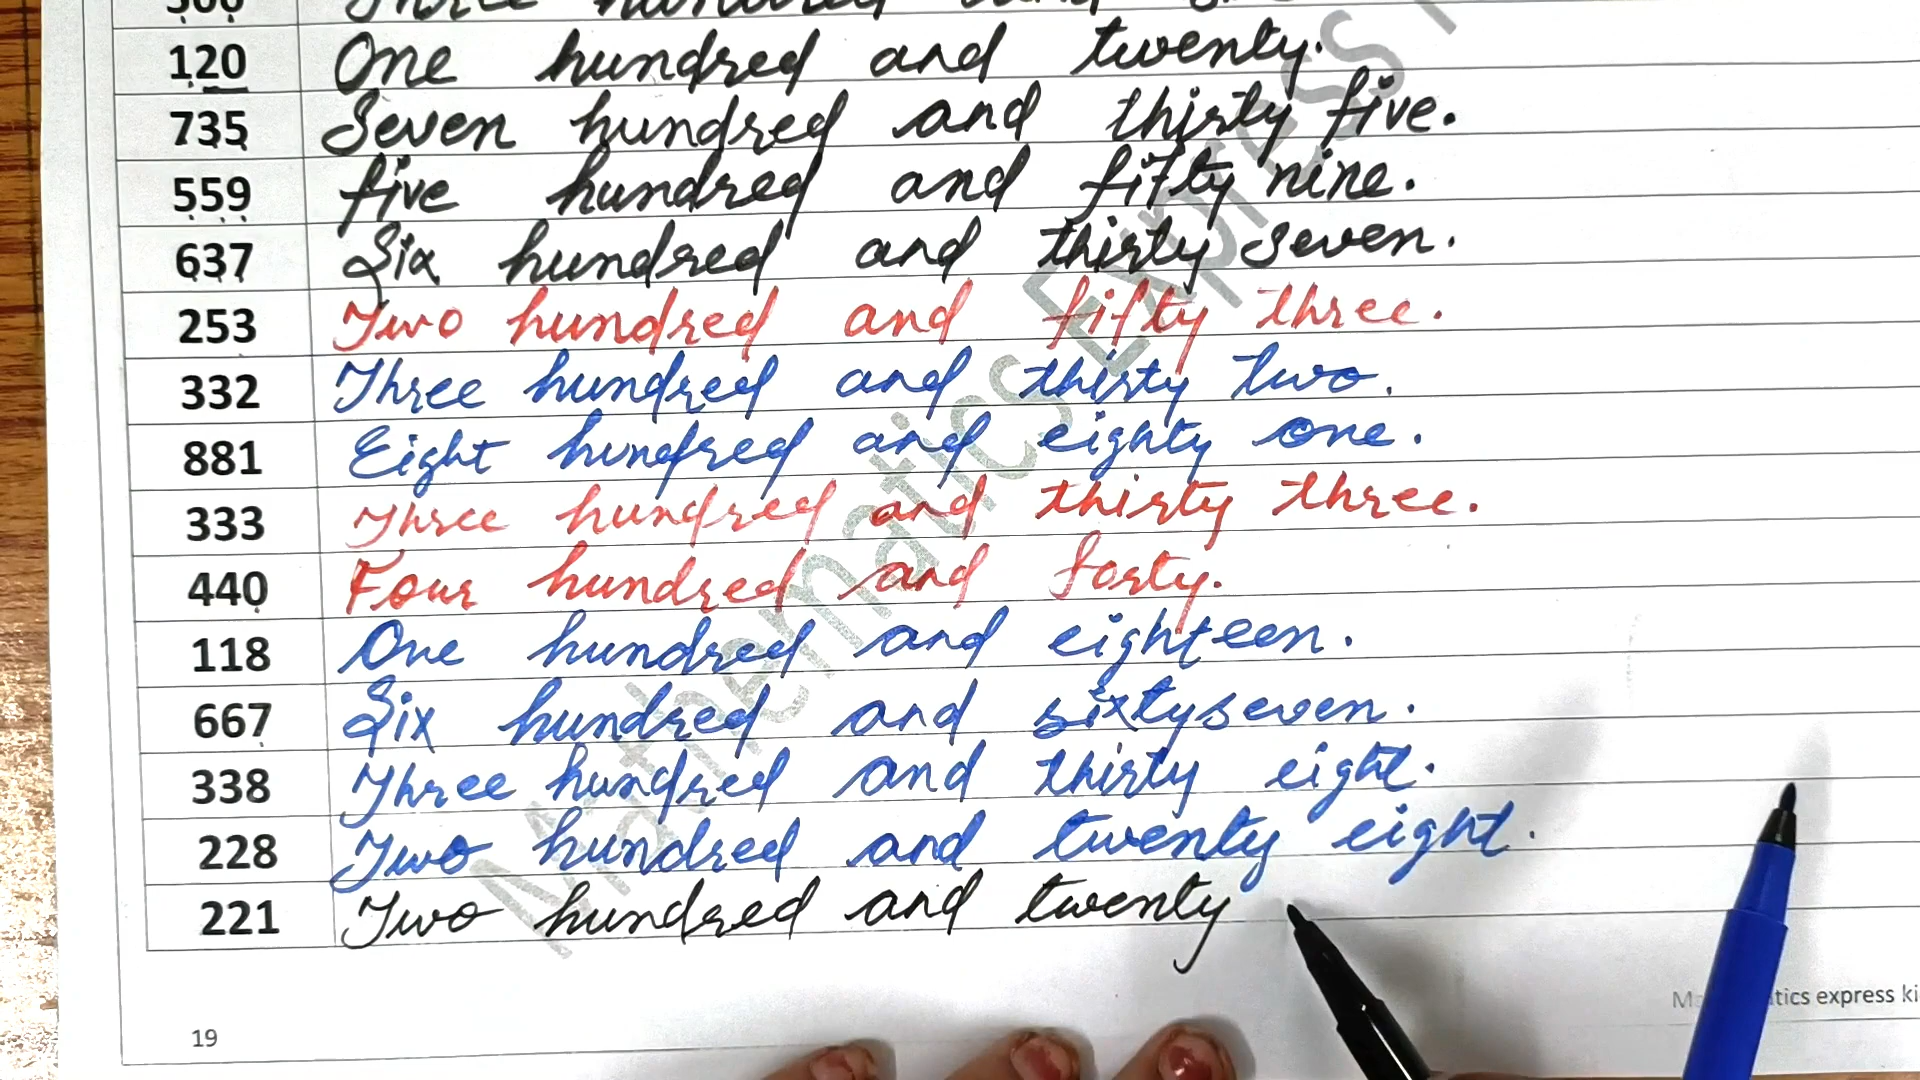 120 One hundred and twenty.
735 Seven hundred and thirty five.
559 five hundred and fifty nine.
637 Six hundred and thirty seven.
253 Two hundred and fifty three.
332 Three hundred and thirty two.
881 Eight hundred and eighty one.
333 Three hundred and thirty three.
440 Four hundred and forty.
118 One hundred and eighteen.
667 Six hundred and sixtyseven.
338 Three hundred and thirty eight.
228 Two hundred and twenty eight.
221 Two hundred and twenty
Mathematics Express
19
express